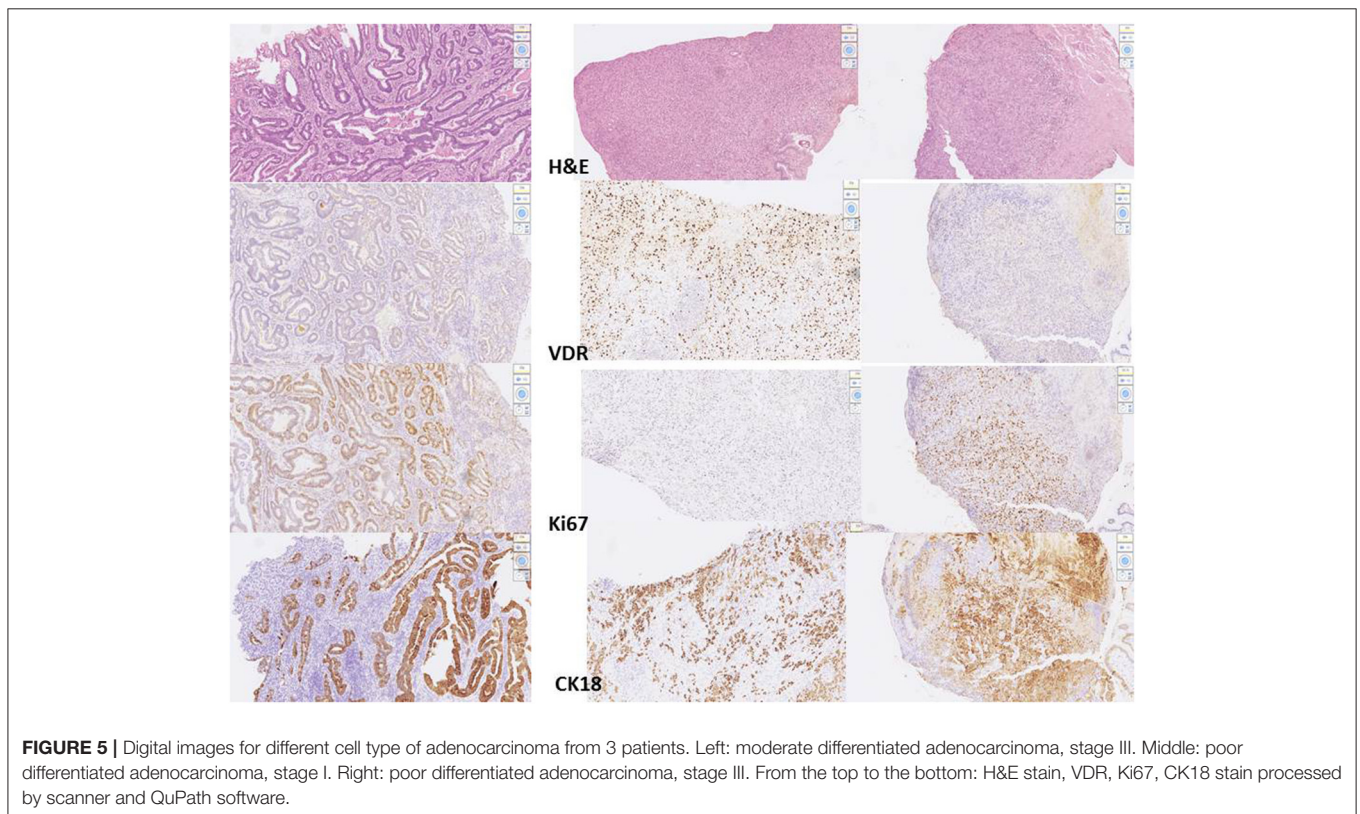 H&E
VDR
Ki67
CK18
FIGURE 5 | Digital images for different cell type of adenocarcinoma from 3 patients. Left: moderate differentiated adenocarcinoma, stage III. Middle: poor
differentiated adenocarcinoma, stage I. Right: poor differentiated adenocarcinoma, stage III. From the top to the bottom: H&E stain, VDR, Ki67, CK18 stain processed
by scanner and QuPath software.